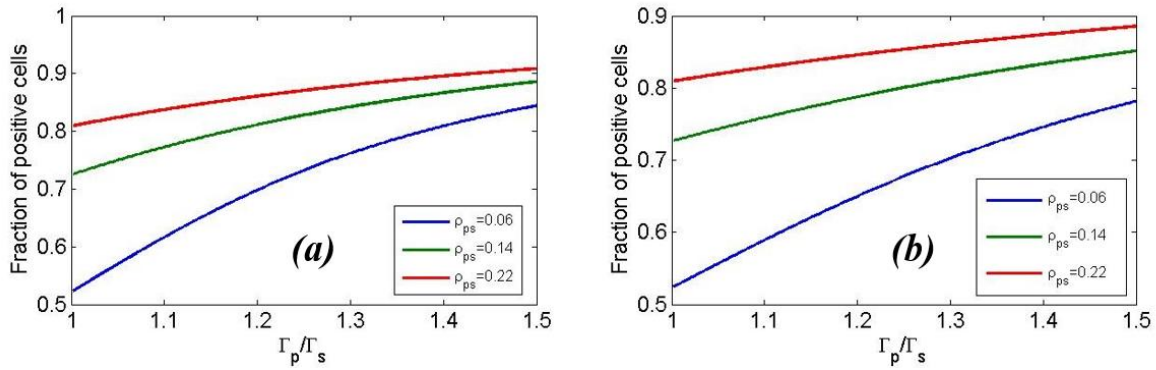 Fraction of positive cells
1
0.9
0.8
0.7
0.6
0.5
1 1.1 1.2 1.3 1.4 1.5
Γp/Γs
(a)
ρps=0.06
ρps=0.14
ρps=0.22
Fraction of positive cells
0.9
0.8
0.7
0.6
0.5
1 1.1 1.2 1.3 1.4 1.5
Γp/Γs
(b)
ρps=0.06
ρps=0.14
ρps=0.22